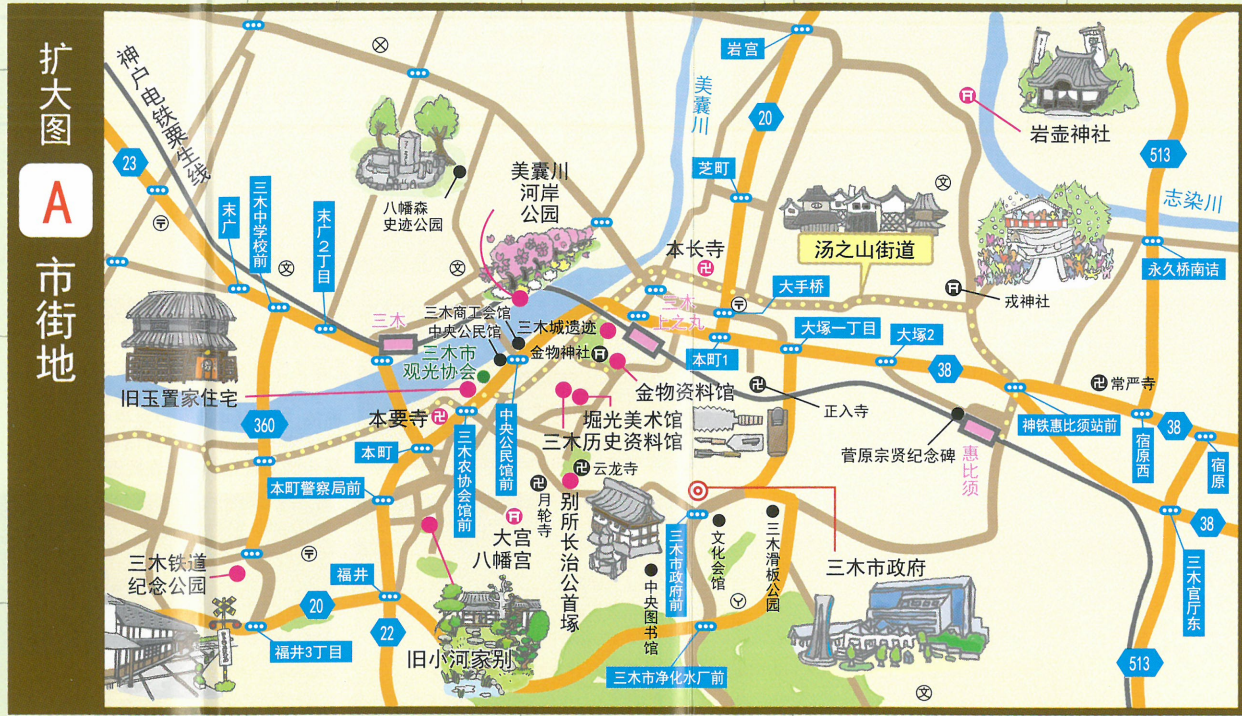 扩大图
A
市街地
神户电铁粟生线
23
末广
三木中学校前
末广2丁目
八幡森
史迹公园
美囊川
河岸
公园
美囊川
岩宫
20
芝町
岩壶神社
513
志染川
永久桥南诘
汤之山街道
戎神社
本长寺
大手桥
三木
上之丸
本町1
大塚一丁目
大塚2
38
三木
三木商工会馆
中央公民馆
三木城遗迹
金物神社
三木市
观光协会
旧玉置家住宅
本要寺
金物资料馆
堀光美术馆
三木历史资料馆
正入寺
常严寺
神铁惠比须站前
宿原西
38
宿原
菅原宗贤纪念碑
惠比须
360
本町
三木农协会馆前
中央公民馆前
本町警察局前
云龙寺
月轮寺
别所长治公首塚
大宫
八幡宫
三木市政府前
文化会馆
三木滑板公园
三木市政府
中央图书馆
38
三木官厅东
三木铁道
纪念公园
福井
20
22
福井3丁目
旧小河家别
三木市净化水厂前
513